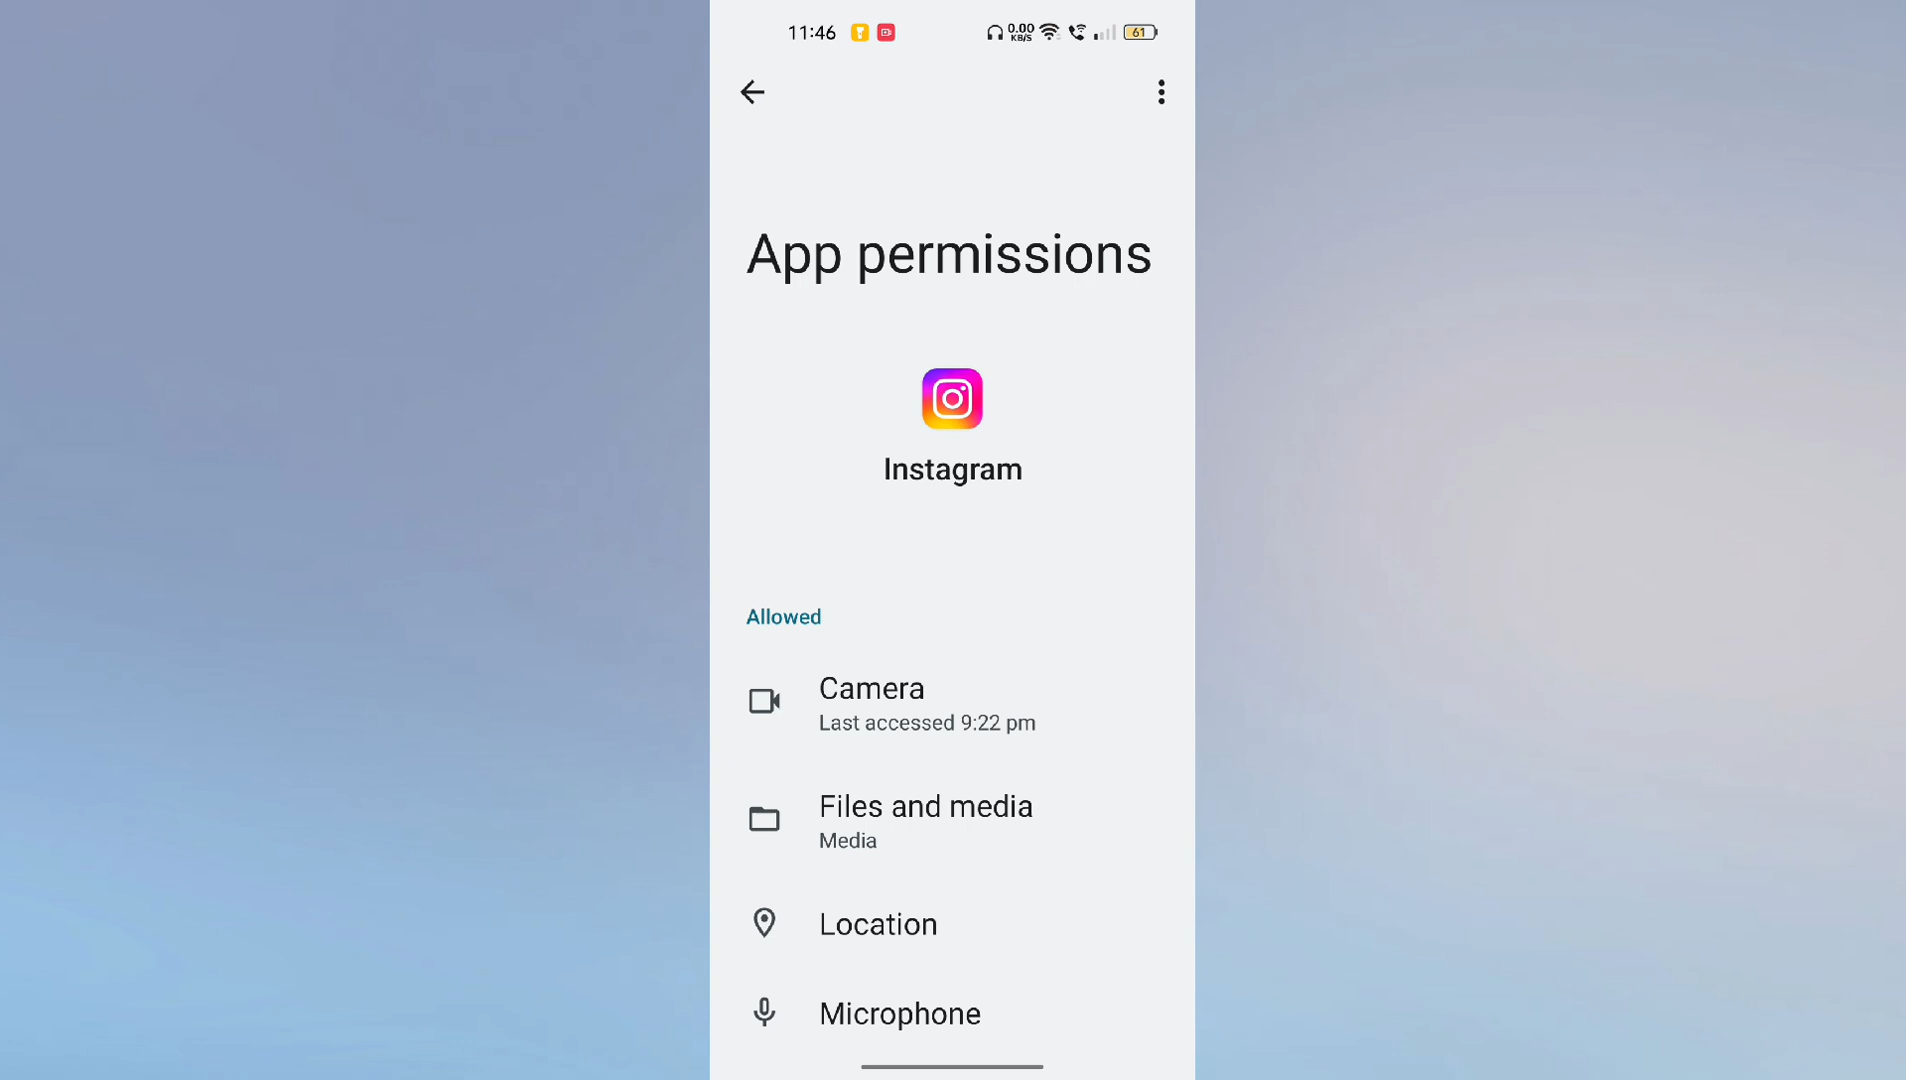 11:46 0.00 KB/S 61
App permissions
Instagram
Allowed
Camera
Last accessed 9:22 pm
Files and media
Media
Location
Microphone